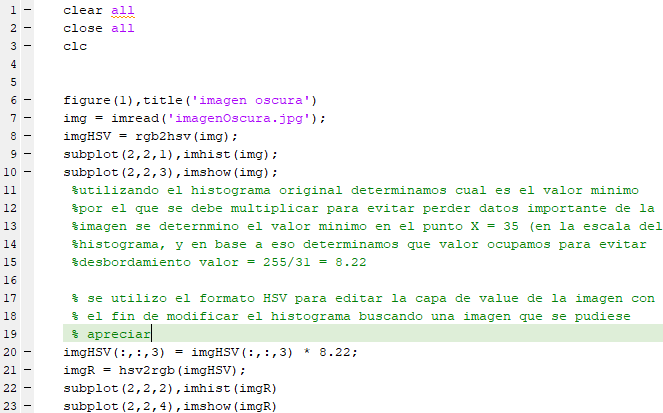 1 - clear all
2 - close all
3 - clc
4
5
6 - figure(1),title('imagen oscura')
7 - img = imread('imagenOscura.jpg');
8 - imgHSV = rgb2hsv(img);
9 - subplot(2,2,1),imhist(img);
10 - subplot(2,2,3),imshow(img);
11 %utilizando el histograma original determinamos cual es el valor minimo
12 %por el que se debe multiplicar para evitar perder datos importante de la
13 %imagen se deternmino el valor minimo en el punto X = 35 (en la escala del
14 %histograma, y en base a eso determinamos que valor ocupamos para evitar
15 %desbordamiento valor = 255/31 = 8.22
16
17 % se utilizo el formato HSV para editar la capa de value de la imagen con
18 % el fin de modificar el histograma buscando una imagen que se pudiese
19 % apreciar
20 - imgHSV(:,:,3) = imgHSV(:,:,3) * 8.22;
21 - imgR = hsv2rgb(imgHSV);
22 - subplot(2,2,2),imhist(imgR)
23 - subplot(2,2,4),imshow(imgR)